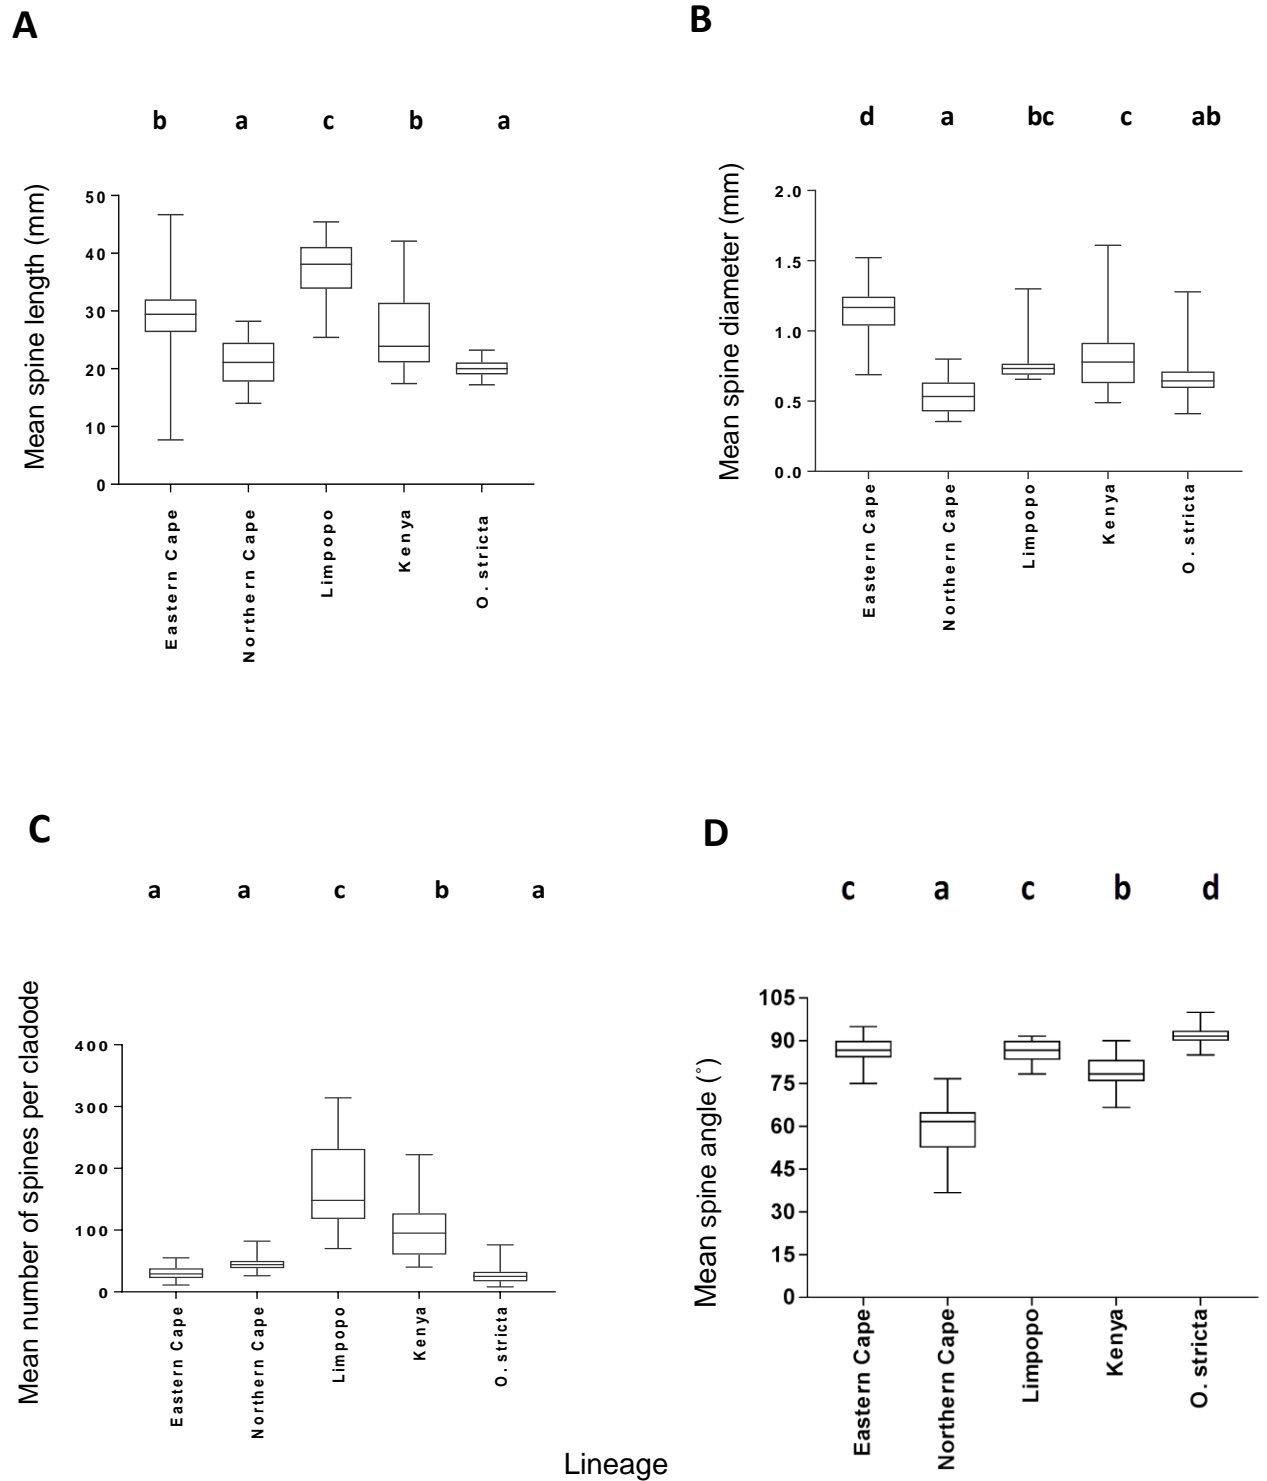 A
b a c b a
Mean spine length (mm)
50
40
30
20
10
0
Eastern Cape
Northern Cape
Limpopo
Kenya
O. stricta
B
d a bc c ab
Mean spine diameter (mm)
2.0
1.5
1.0
0.5
0.0
Eastern Cape
Northern Cape
Limpopo
Kenya
O. stricta
C
a a c b a
Mean number of spines per cladode
400
300
200
100
0
Eastern Cape
Northern Cape
Limpopo
Kenya
O. stricta
D
c a c b d
Mean spine angle (°)
105
90
75
60
45
30
15
0
Eastern Cape
Northern Cape
Limpopo
Kenya
O. stricta
Lineage